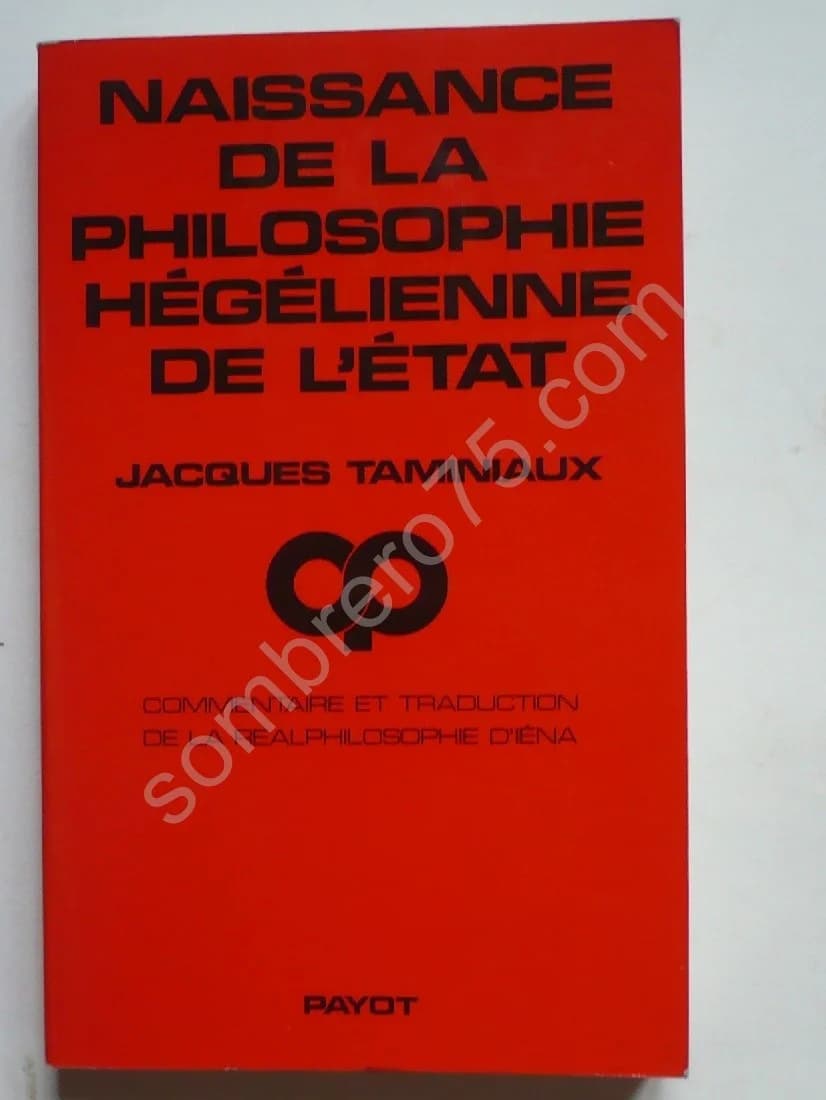 NAISSANCE
DE LA
PHILOSOPHIE
HÉGÉLIENNE
DE L'ÉTAT
JACQUES TAMINIAUX
cp
COMMENTAIRE ET TRADUCTION
DE LA REALPHILOSOPHIE D'IÉNA
PAYOT
sombrero75.com